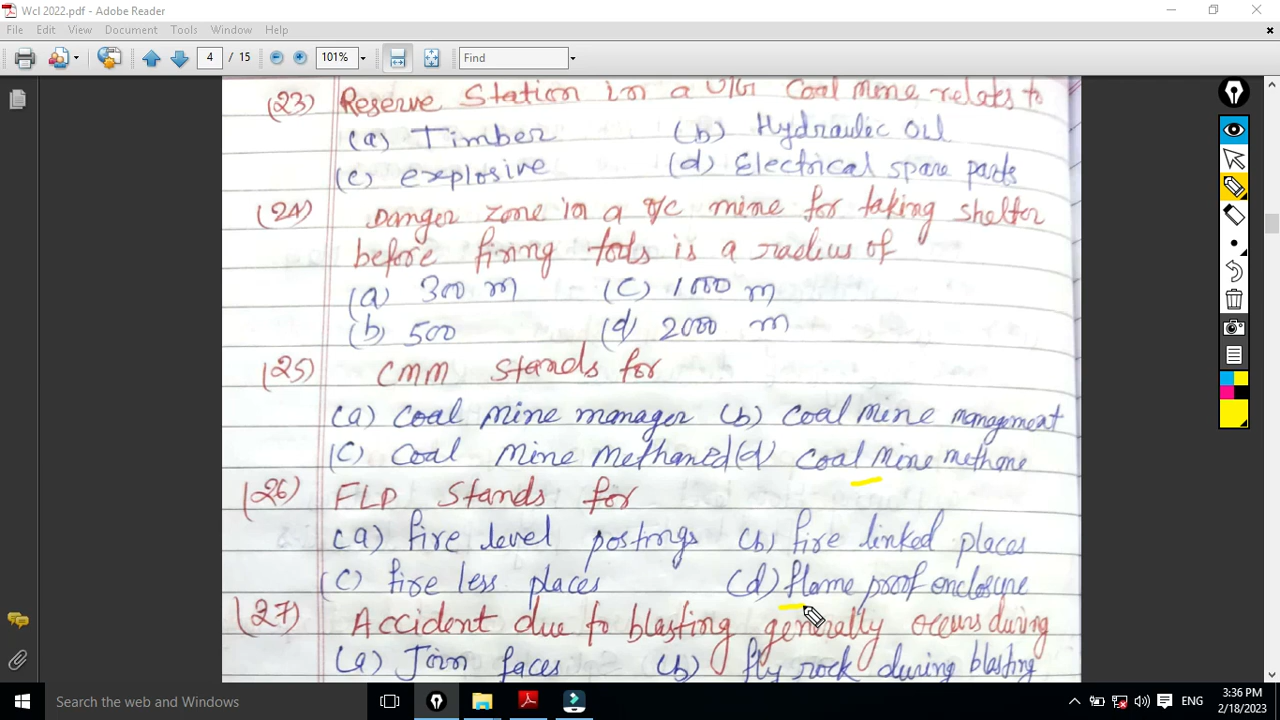 Wcl 2022.pdf - Adobe Reader
File Edit View Document Tools Window Help
4 / 15 101% Find
(23) Reserve Station in a U/G Coal mine relates to
(a) Timber (b) Hydraulic oil
(c) explosive (d) Electrical spare parts
(24) Danger zone in a o/c mine for taking shelter
before firing is a radius of
(a) 300 m (c) 1000 m
(b) 500 (d) 2000 m
(25) CMM stands for
(a) coal mine manager (b) coal mine management
(c) coal mine (d) coal mine methane
(26) FLP stands for
(a) fire level postings (b) fire linked places
(c) fire less places (d) flame proof enclosure
(27) Accident due to blasting generally occurs during
(a) faces (b) fly rock during blasting
Search the web and Windows
ENG
3:36 PM
2/18/2023